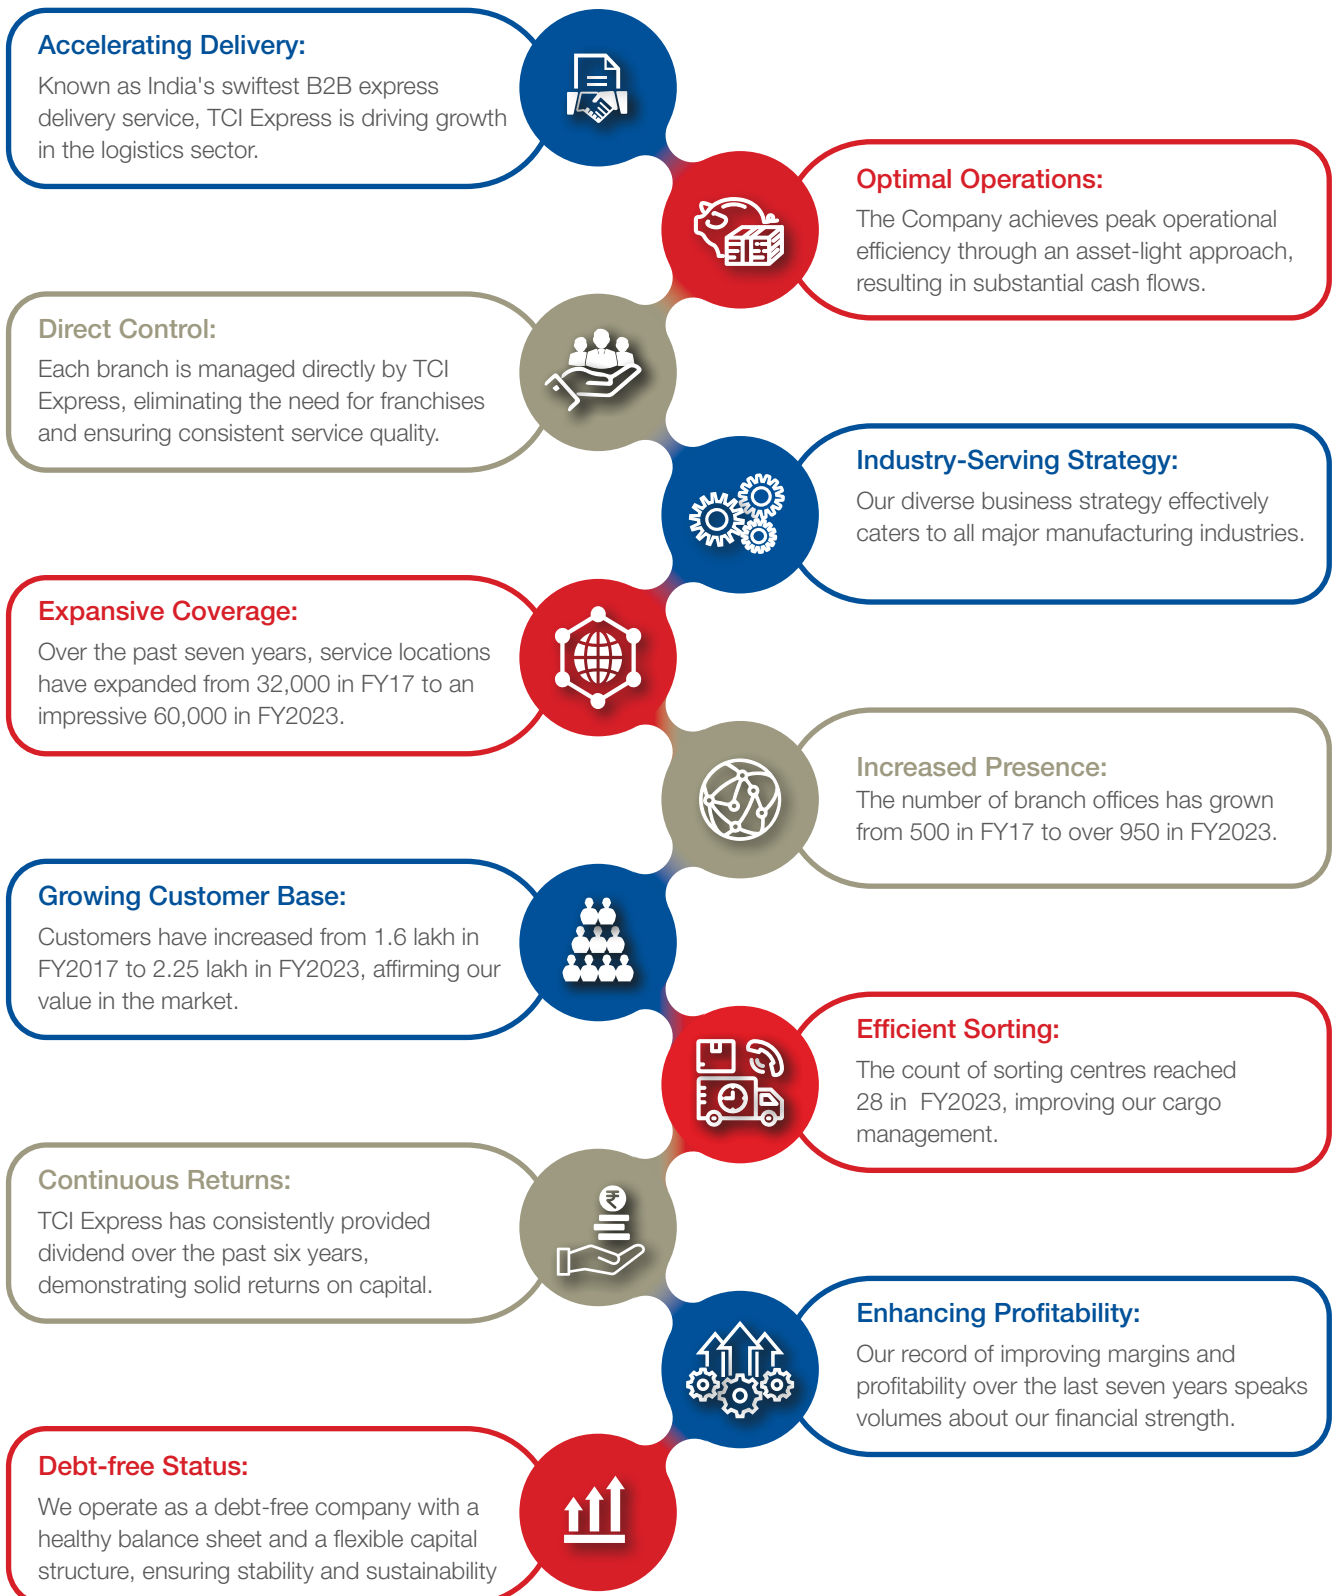 Accelerating Delivery:
Known as India's swiftest B2B express
delivery service, TCI Express is driving growth
in the logistics sector.
Optimal Operations:
The Company achieves peak operational
efficiency through an asset-light approach,
resulting in substantial cash flows.
Direct Control:
Each branch is managed directly by TCI
Express, eliminating the need for franchises
and ensuring consistent service quality.
Industry-Serving Strategy:
Our diverse business strategy effectively
caters to all major manufacturing industries.
Expansive Coverage:
Over the past seven years, service locations
have expanded from 32,000 in FY17 to an
impressive 60,000 in FY2023.
Increased Presence:
The number of branch offices has grown
from 500 in FY17 to over 950 in FY2023.
Growing Customer Base:
Customers have increased from 1.6 lakh in
FY2017 to 2.25 lakh in FY2023, affirming our
value in the market.
Efficient Sorting:
The count of sorting centres reached
28 in  FY2023, improving our cargo
management.
Continuous Returns:
TCI Express has consistently provided
dividend over the past six years,
demonstrating solid returns on capital.
₹
Enhancing Profitability:
Our record of improving margins and
profitability over the last seven years speaks
volumes about our financial strength.
Debt-free Status:
We operate as a debt-free company with a
healthy balance sheet and a flexible capital
structure, ensuring stability and sustainability